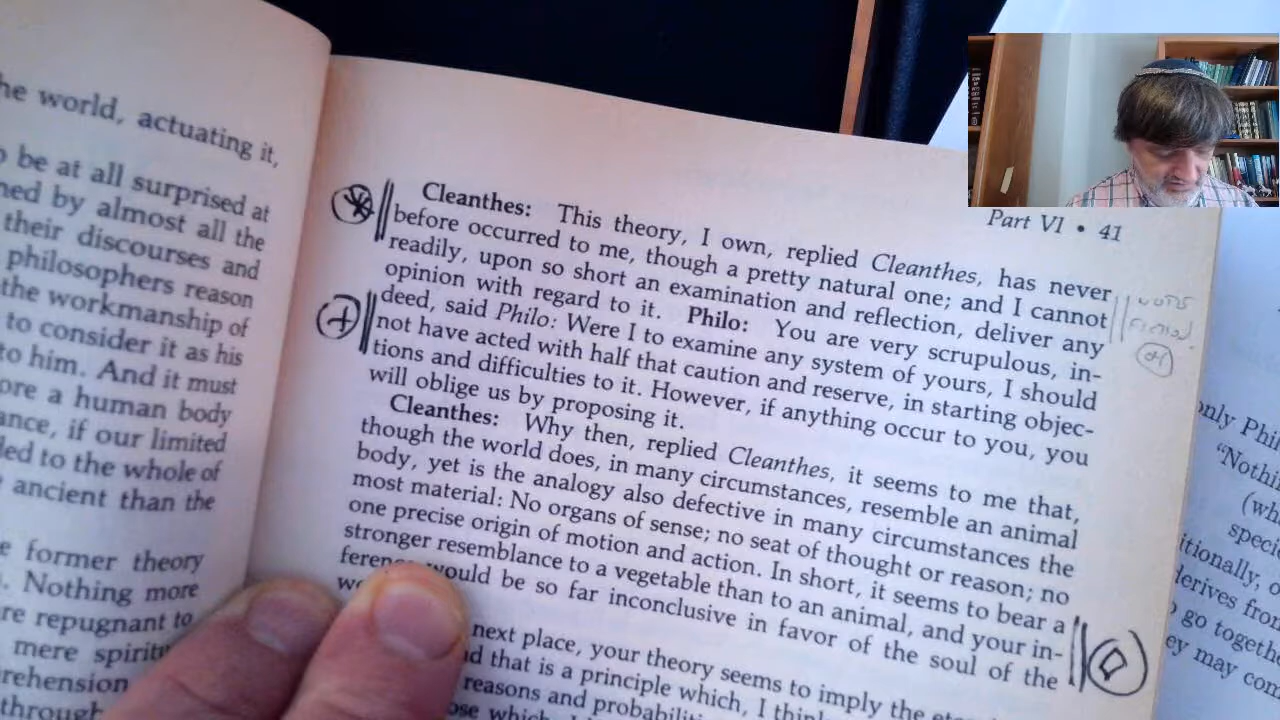 he world, actuating it,
be at all surprised at
ned by almost all the
their discourses and
philosophers reason
the workmanship of
to consider it as his
to him. And it must
ore a human body
ance, if our limited
led to the whole of
ancient than the
e former theory
Nothing more
re repugnant to
mere spirit
rehension
through
Part VI • 41
Cleanthes: This theory, I own, replied Cleanthes, has never
before occurred to me, though a pretty natural one; and I cannot
readily, upon so short an examination and reflection, deliver any
opinion with regard to it. Philo: You are very scrupulous, in-
deed, said Philo: Were I to examine any system of yours, I should
not have acted with half that caution and reserve, in starting objec-
tions and difficulties to it. However, if anything occur to you, you
will oblige us by proposing it.
Cleanthes: Why then, replied Cleanthes, it seems to me that,
though the world does, in many circumstances, resemble an animal
body, yet is the analogy also defective in many circumstances the
most material: No organs of sense; no seat of thought or reason; no
one precise origin of motion and action. In short, it seems to bear a
stronger resemblance to a vegetable than to an animal, and your in-
ference would be so far inconclusive in favor of the soul of the
next place, your theory seems to imply the
that is a principle which, I
reasons and
only Phi
"Nothi
(wh
speci
itionally, o
derives from
go togethe
ey may con